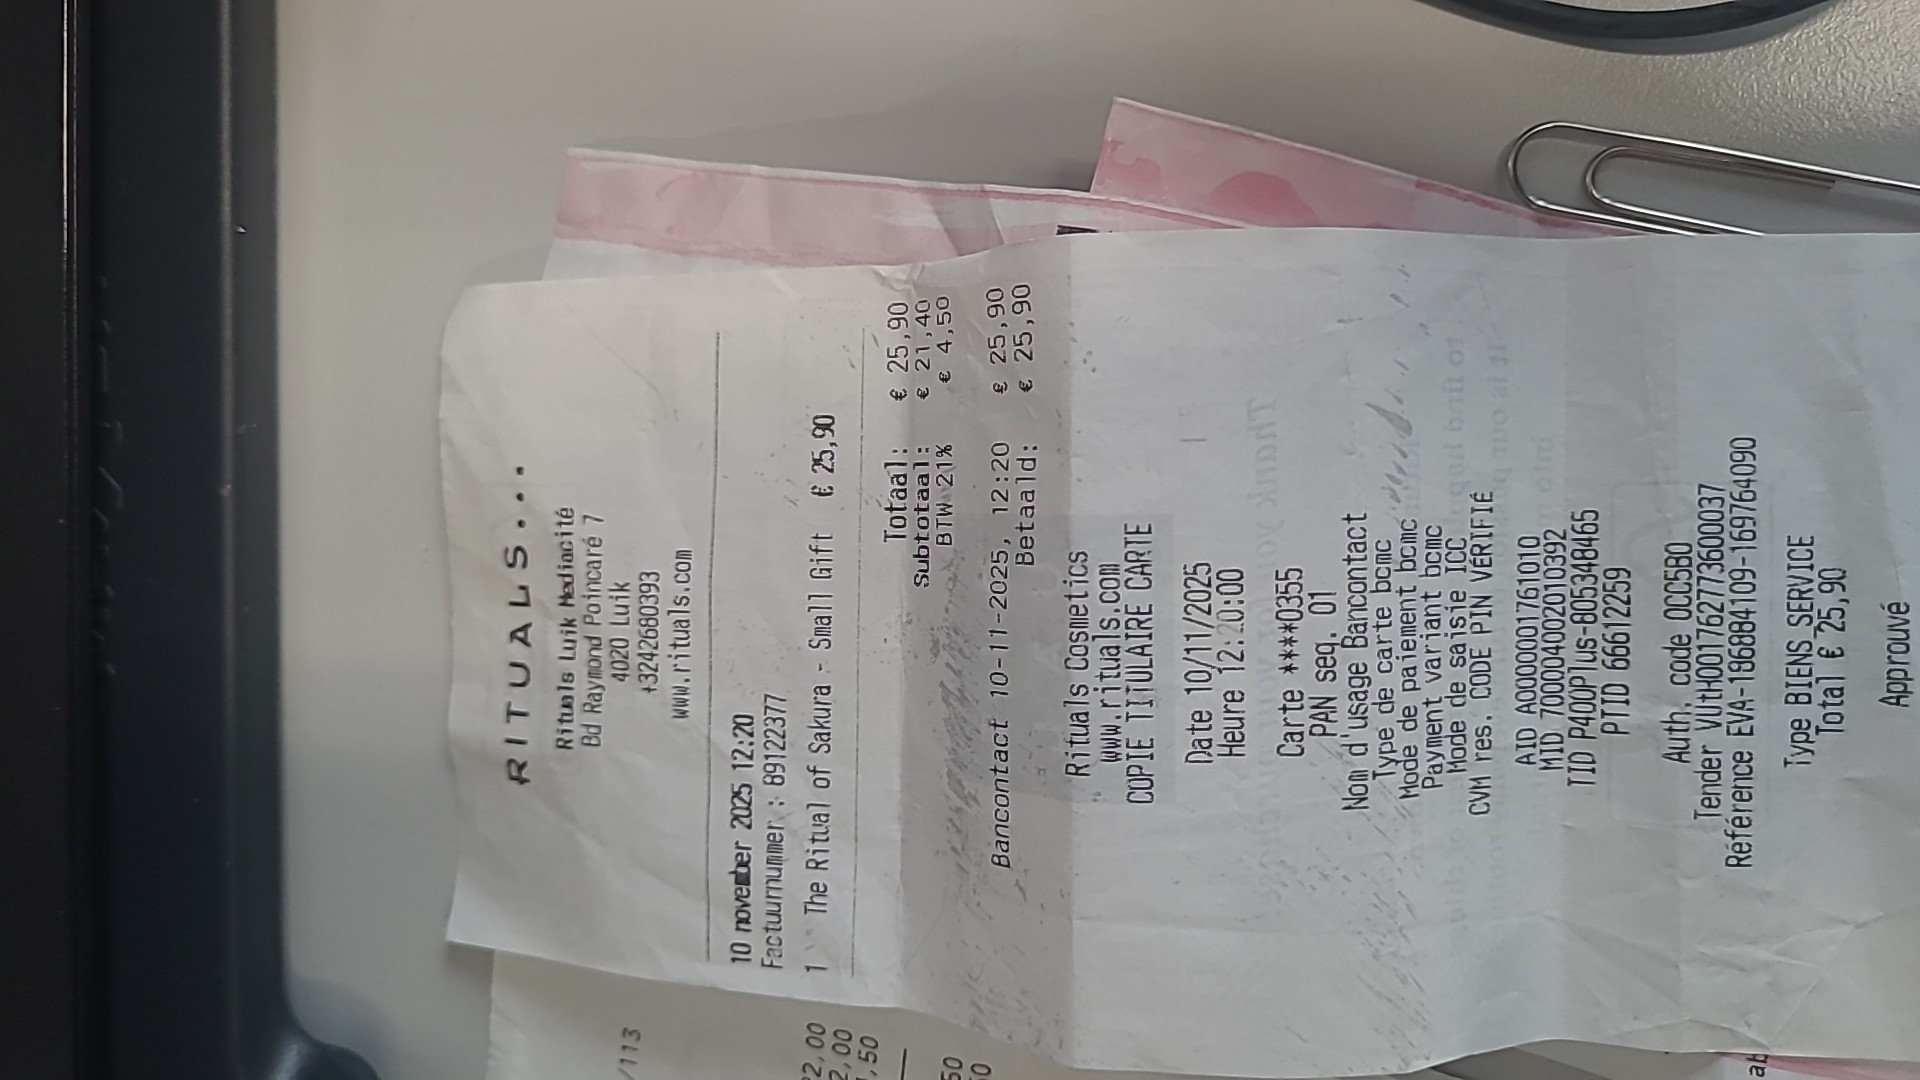 RITUALS...
Rituals Luik Mediacité
Bd Raymond Poincaré 7
4020 Luik
+3242680393
www.rituals.com
10 november 2025 12:20
Factuurnummer : 89122377
1 The Ritual of Sakura - Small Gift € 25,90
Totaal: € 25,90
Subtotaal: € 21,40
BTW 21% € 4,50
Bancontact 10-11-2025, 12:20 € 25,90
Betaald: € 25,90
Rituals Cosmetics
www.rituals.com
COPIE TITULAIRE CARTE
Date 10/11/2025
Heure 12:20:00
Carte ****0355
PAN seq. 01
Nom d'usage Bancontact
Type de carte bcmc
Mode de paiement bcmc
Payment variant bcmc
Mode de saisie ICC
CVM res. CODE PIN VÉRIFIÉ
AID A0000001761010
MID 700004002010392
TID P400Plus-805348465
PTID 66612259
Auth. code
Tender
Référence
Type BIENS SERVICE
Total € 25,90
Approuvé
/113
2,00
,50
50